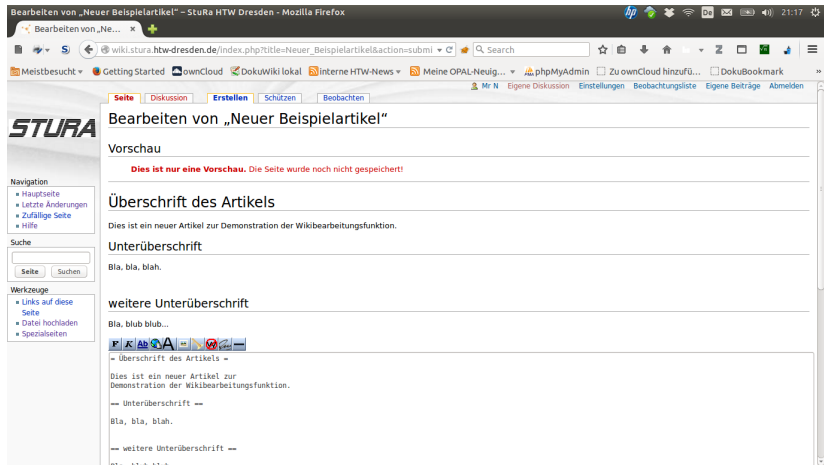 Bearbeiten von „Neuer Beispielartikel“ – StuRa HTW Dresden - Mozilla Firefox
De 21:17
Bearbeiten von „Ne...
S wiki.stura.htw-dresden.de/index.php?title=Neuer_Beispielartikel&action=submi Search Z
Meistbesucht Getting Started ownCloud DokuWiki lokal Interne HTW-News Meine OPAL-Neuig... phpMyAdmin Zu ownCloud hinzufü... DokuBookmark »
Mr N Eigene Diskussion Einstellungen Beobachtungsliste Eigene Beiträge Abmelden
Seite Diskussion Erstellen Schützen Beobachten
STURA
Bearbeiten von „Neuer Beispielartikel“
Vorschau
Dies ist nur eine Vorschau. Die Seite wurde noch nicht gespeichert!
Navigation
Hauptseite
Letzte Änderungen
Zufällige Seite
Hilfe
Suche
Seite Suchen
Werkzeuge
Links auf diese
Seite
Datei hochladen
Spezialseiten
Überschrift des Artikels
Dies ist ein neuer Artikel zur Demonstration der Wikibearbeitungsfunktion.
Unterüberschrift
Bla, bla, blah.
weitere Unterüberschrift
Bla, blub blub...
F K Ab A
= Überschrift des Artikels =
Dies ist ein neuer Artikel zur
Demonstration der Wikibearbeitungsfunktion.
== Unterüberschrift ==
Bla, bla, blah.
== weitere Unterüberschrift ==